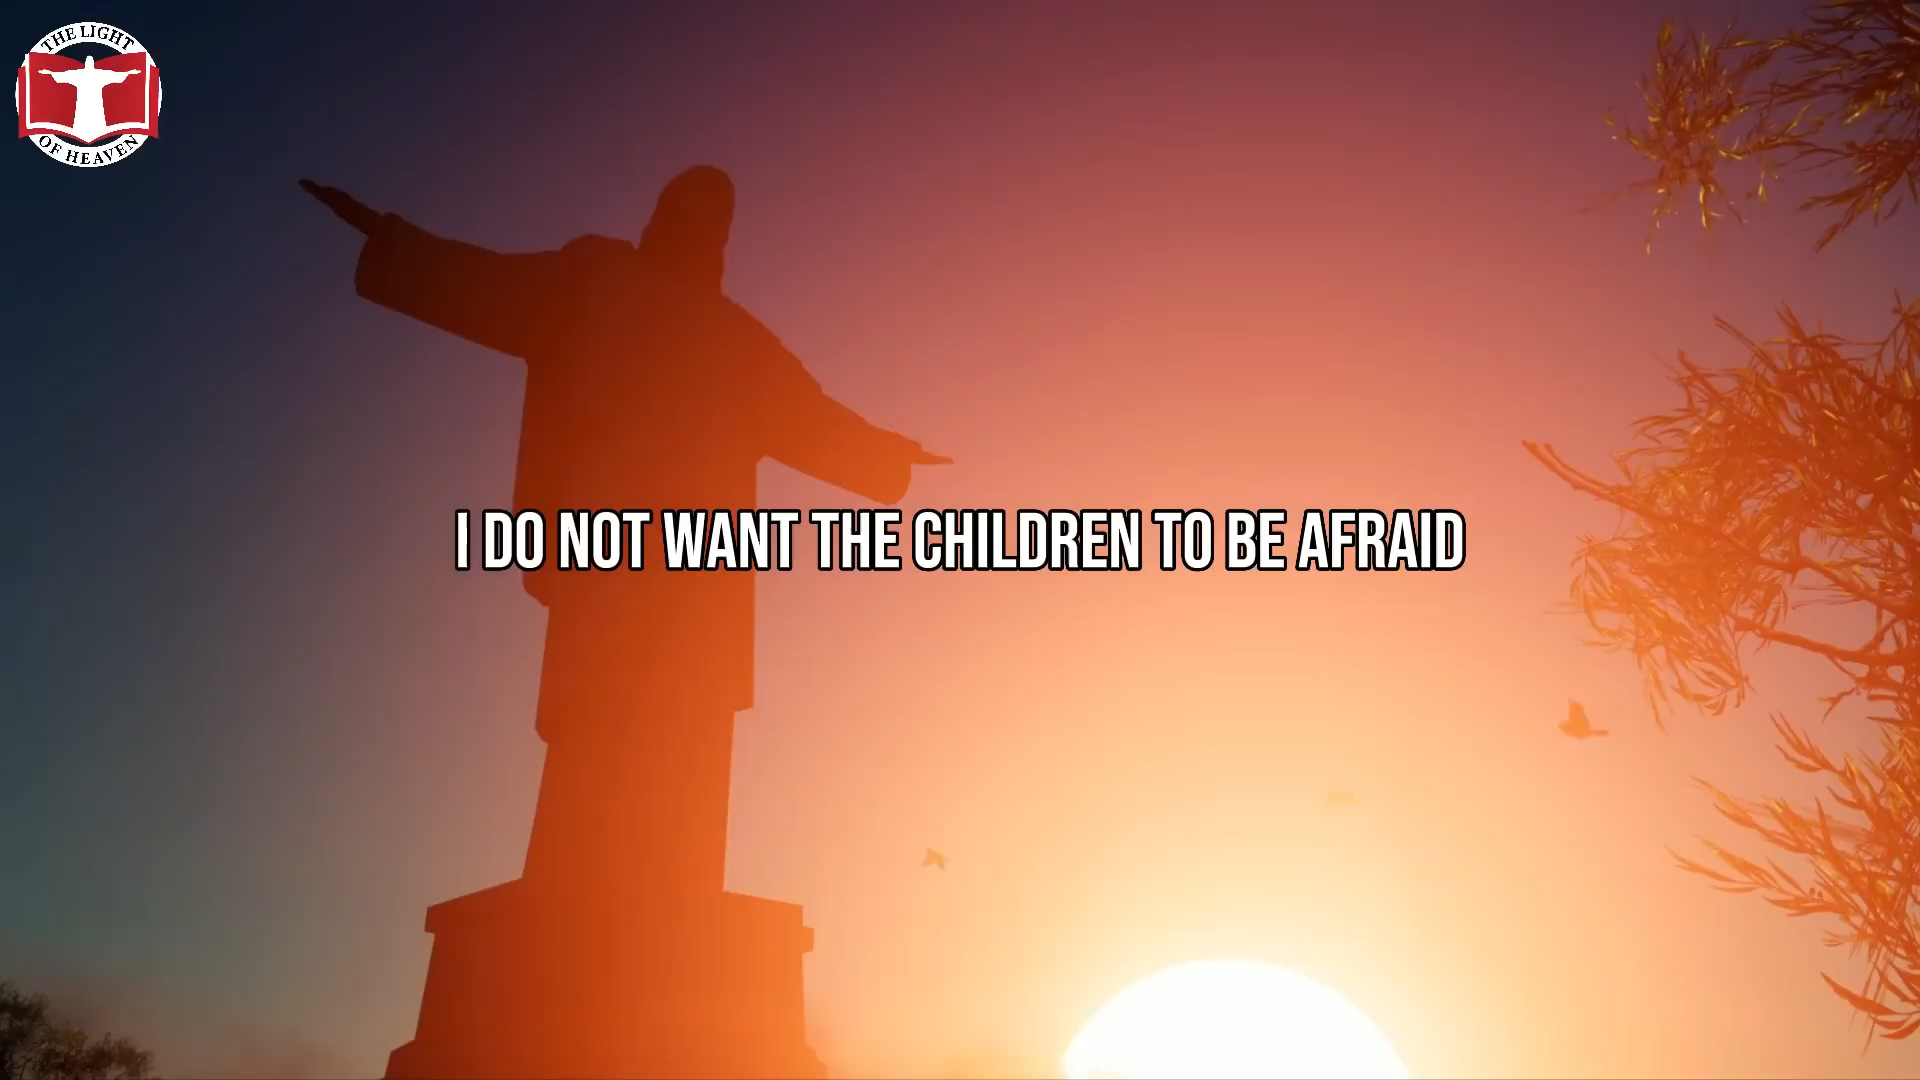 THE LIGHT
OF HEAVEN
I DO NOT WANT THE CHILDREN TO BE AFRAID